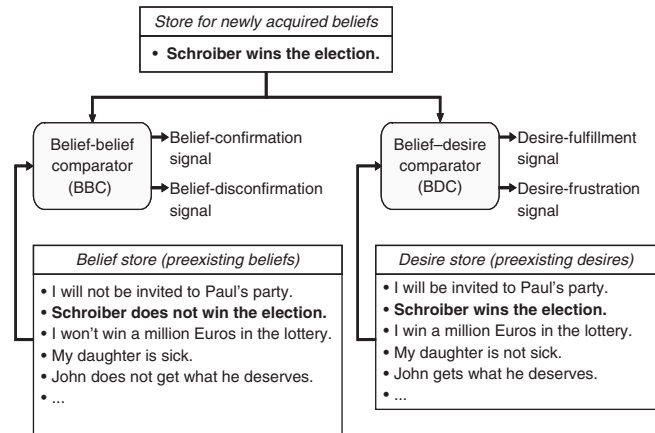 Store for newly acquired beliefs
• Schroiber wins the election.
Belief-belief
comparator
(BBC)
Belief-confirmation
signal
Belief-disconfirmation
signal
Belief–desire
comparator
(BDC)
Desire-fulfillment
signal
Desire-frustration
signal
Belief store (preexisting beliefs)
• I will not be invited to Paul's party.
• Schroiber does not win the election.
• I won't win a million Euros in the lottery.
• My daughter is sick.
• John does not get what he deserves.
• ...
Desire store (preexisting desires)
• I will be invited to Paul's party.
• Schroiber wins the election.
• I win a million Euros in the lottery.
• My daughter is not sick.
• John gets what he deserves.
• ...